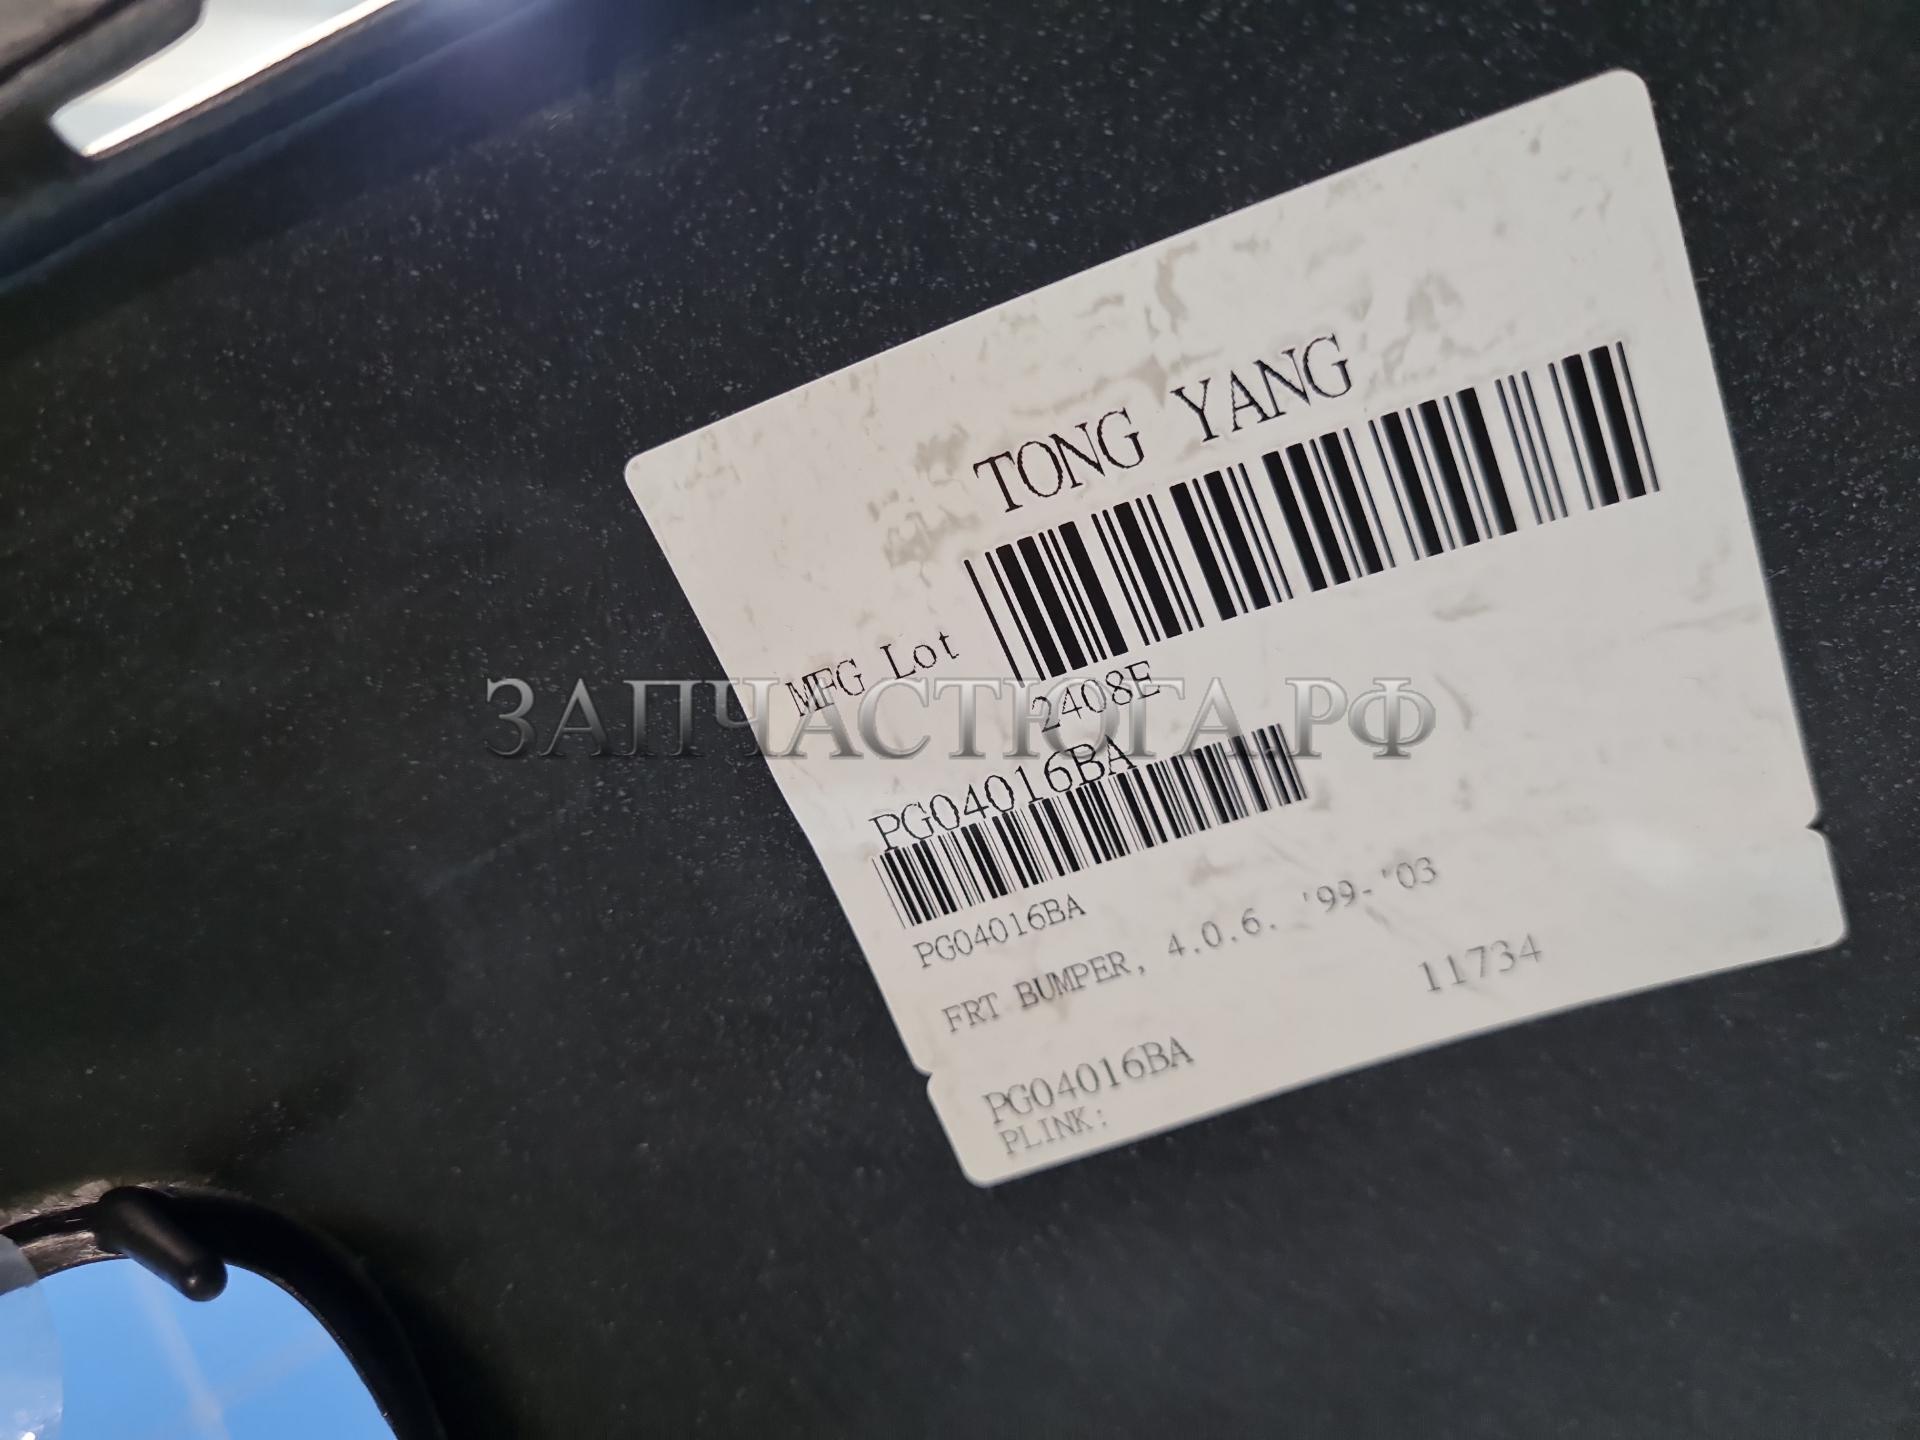 TONG YANG
MFG Lot
2408E
ЗАПЧАСТЮГА.РФ
PG04016BA
PG04016BA
FRT BUMPER, 4.0.6. '99-'03
11734
PG04016BA
PLINK: